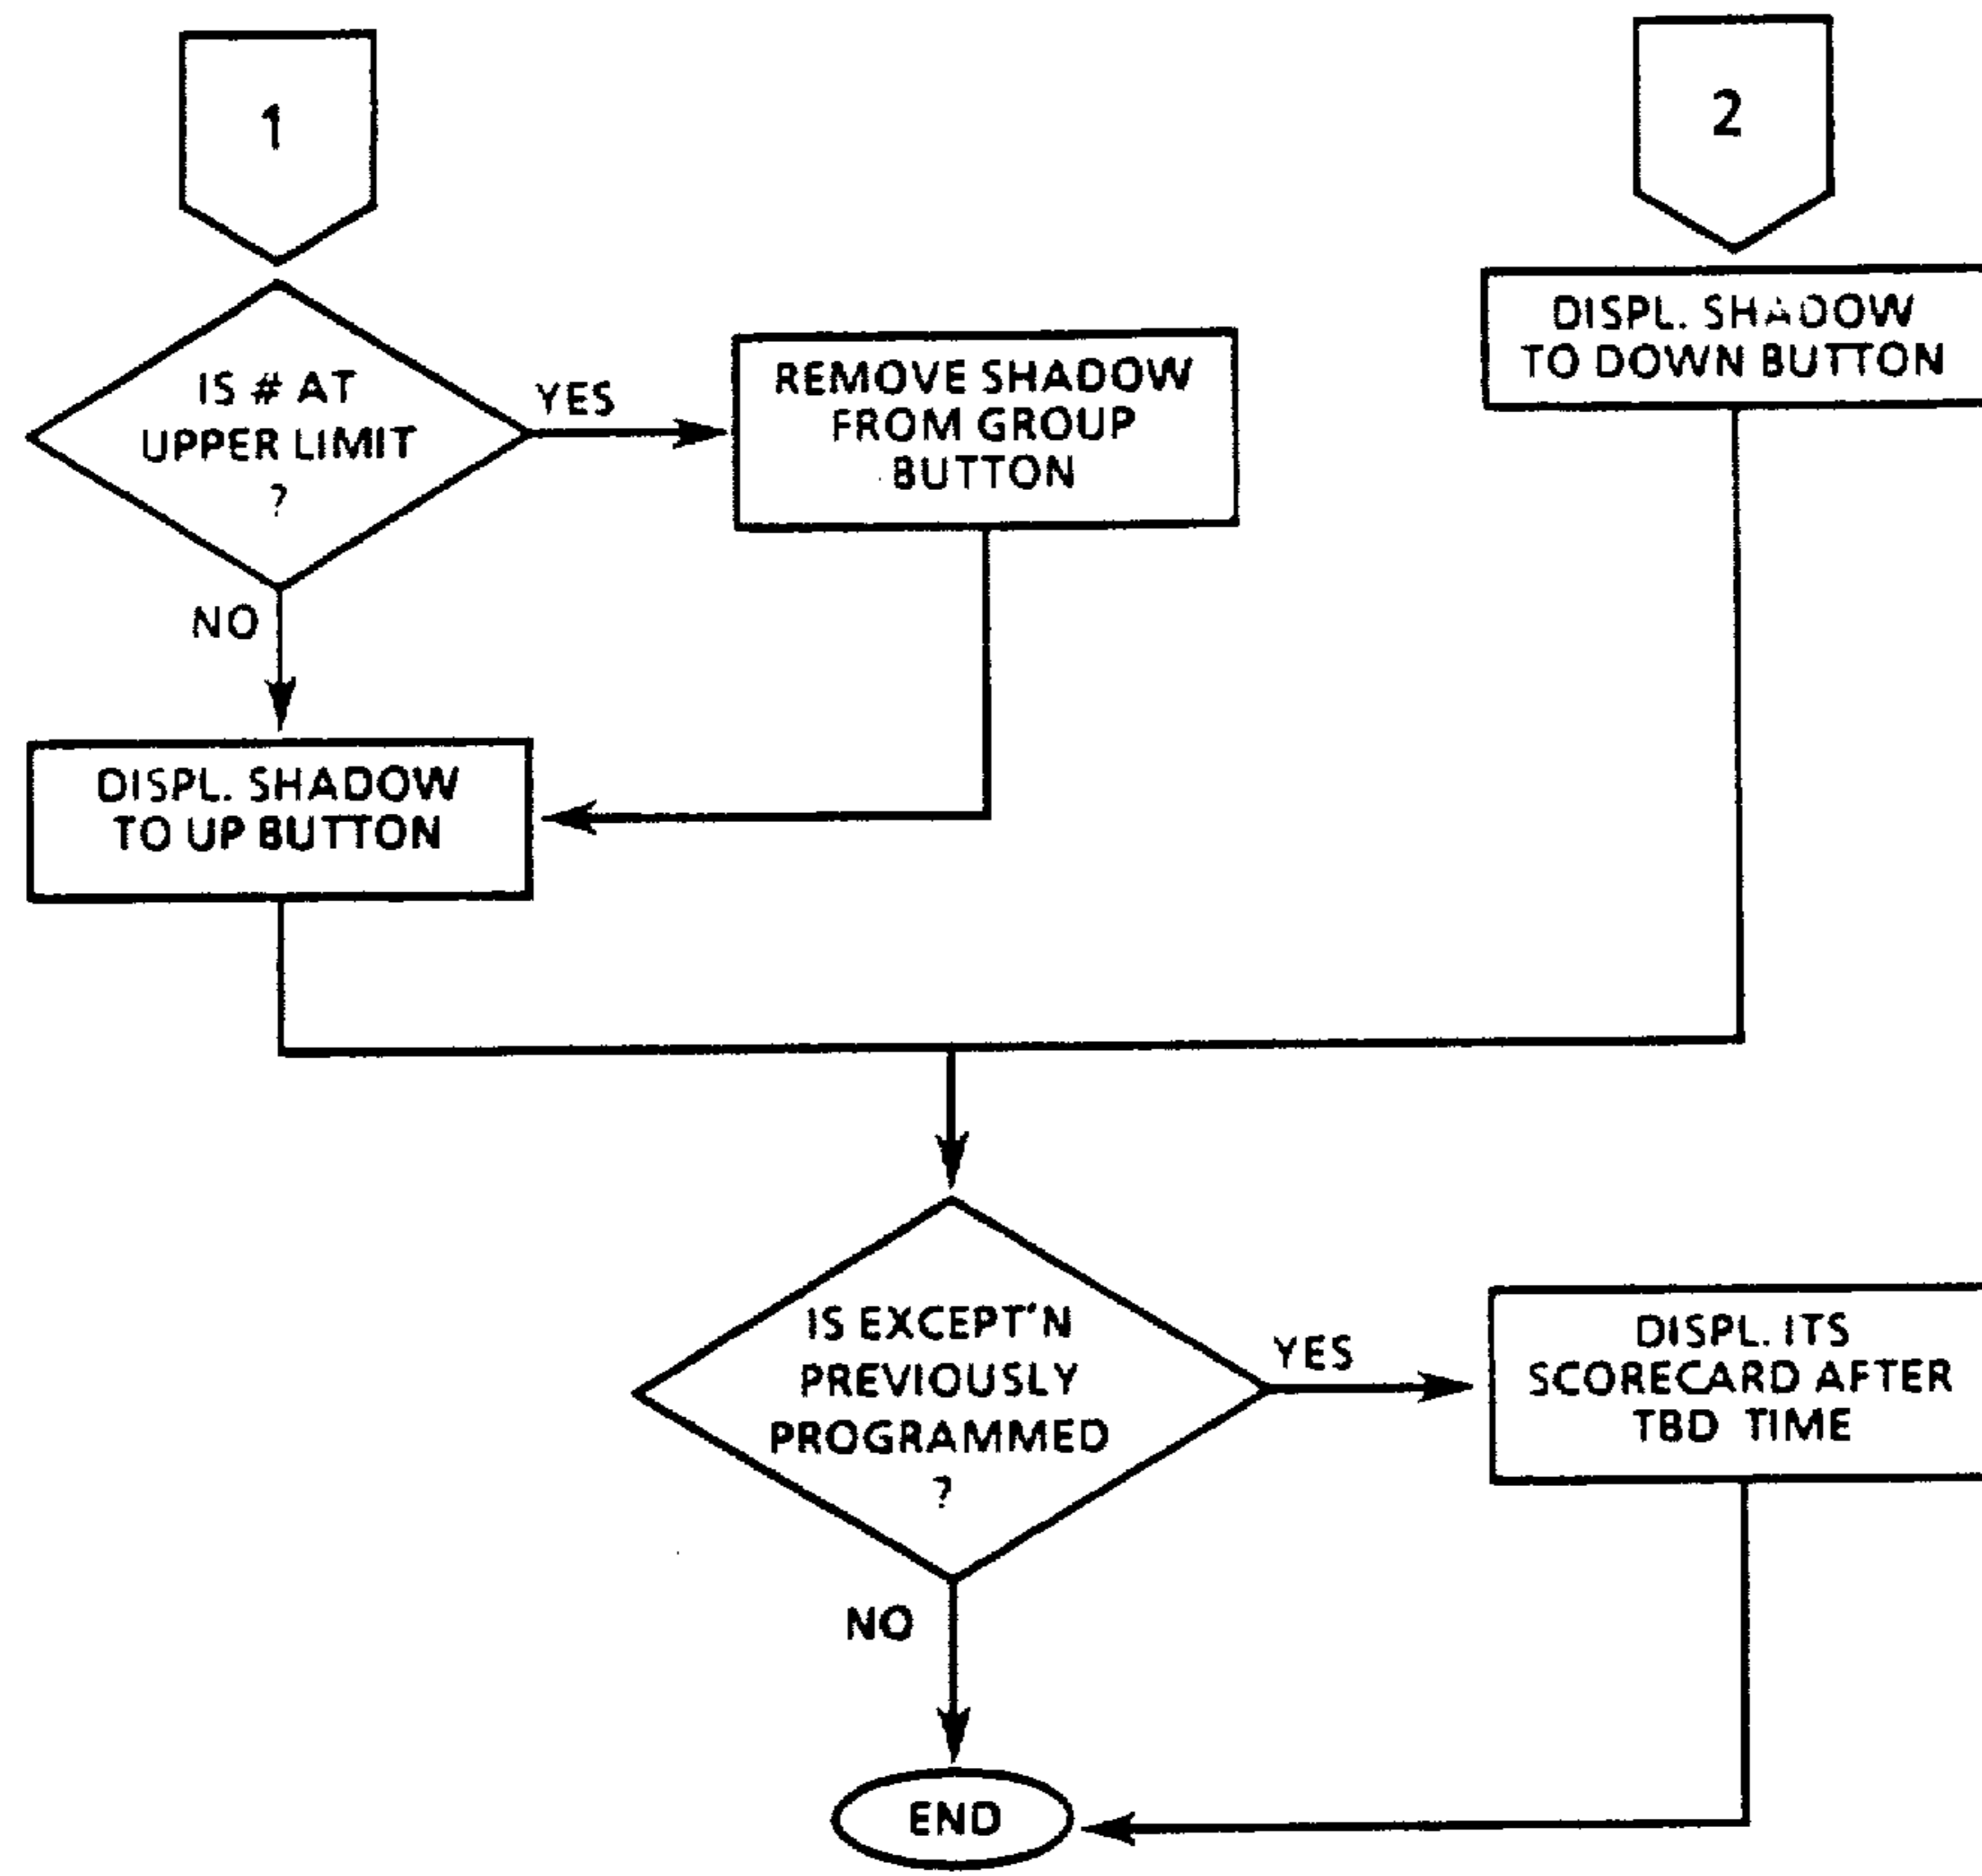 1
2
IS # AT
UPPER LIMIT
?
YES
REMOVE SHADOW
FROM GROUP
BUTTON
DISPL. SHADOW
TO DOWN BUTTON
NO
DISPL. SHADOW
TO UP BUTTON
IS EXCEPT'N
PREVIOUSLY
PROGRAMMED
?
YES
DISPL. ITS
SCORECARD AFTER
TBD TIME
NO
END